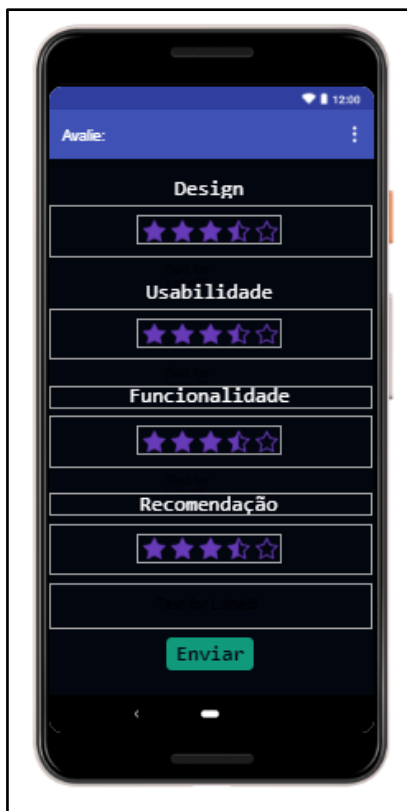 12:00
Avalie:
Design
Usabilidade
Funcionalidade
Recomendação
Enviar